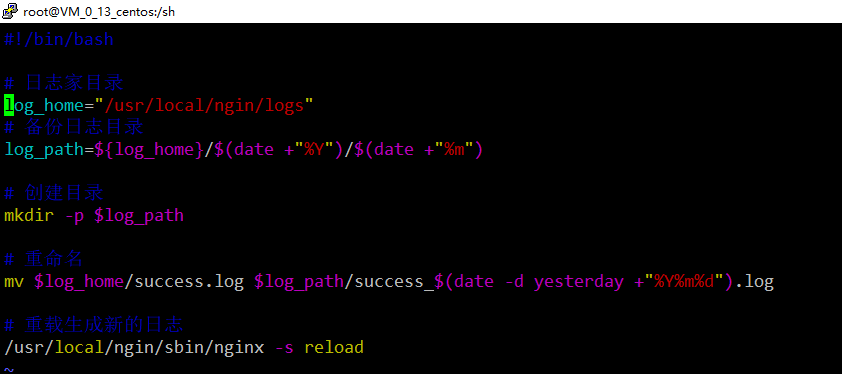 root@VM_0_13_centos:/sh
#!/bin/bash
# 日志家目录
log_home="/usr/local/ngin/logs"
# 备份日志目录
log_path=${log_home}/$(date +"%Y")/$(date +"%m")
# 创建目录
mkdir -p $log_path
# 重命名
mv $log_home/success.log $log_path/success_$(date -d yesterday +"%Y%m%d").log
# 重载生成新的日志
/usr/local/ngin/sbin/nginx -s reload
~